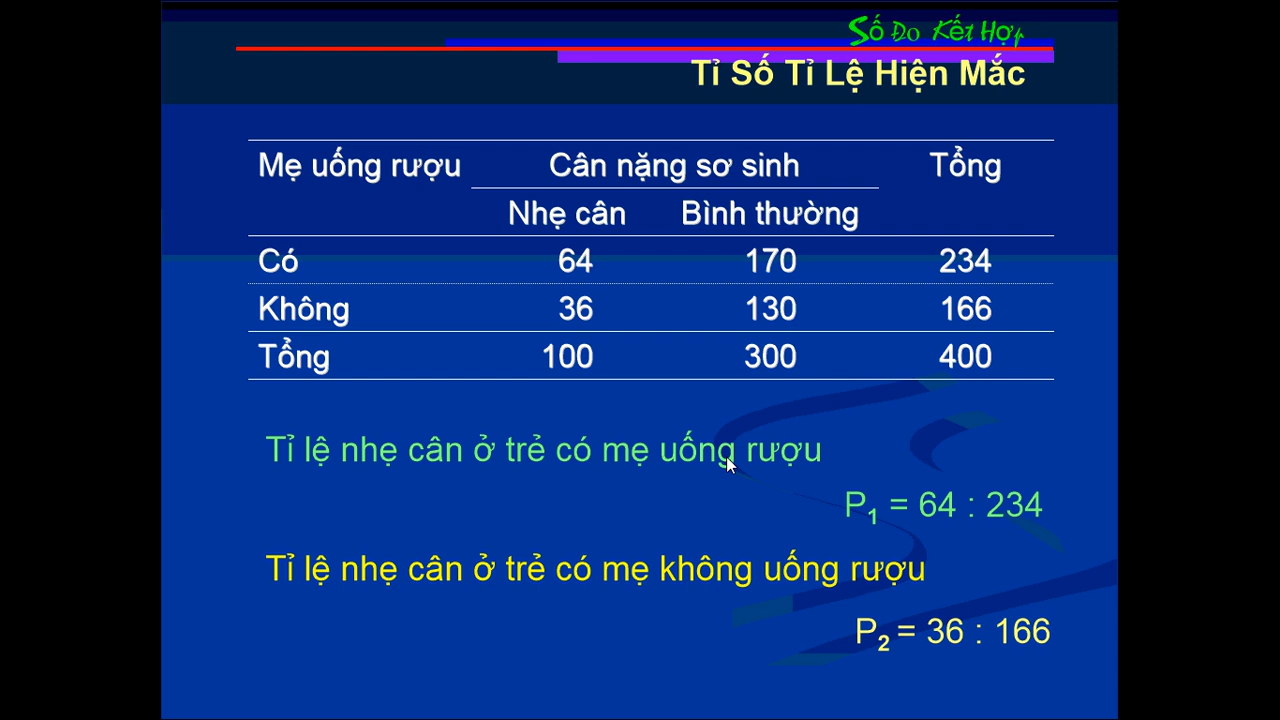 Số Đo Kết Hợp
Tỉ Số Tỉ Lệ Hiện Mắc
Mẹ uống rượu Cân nặng sơ sinh Tổng
Nhẹ cân Bình thường
Có 64 170 234
Không 36 130 166
Tổng 100 300 400
Tỉ lệ nhẹ cân ở trẻ có mẹ uống rượu
P₁ = 64 : 234
Tỉ lệ nhẹ cân ở trẻ có mẹ không uống rượu
P₂ = 36 : 166